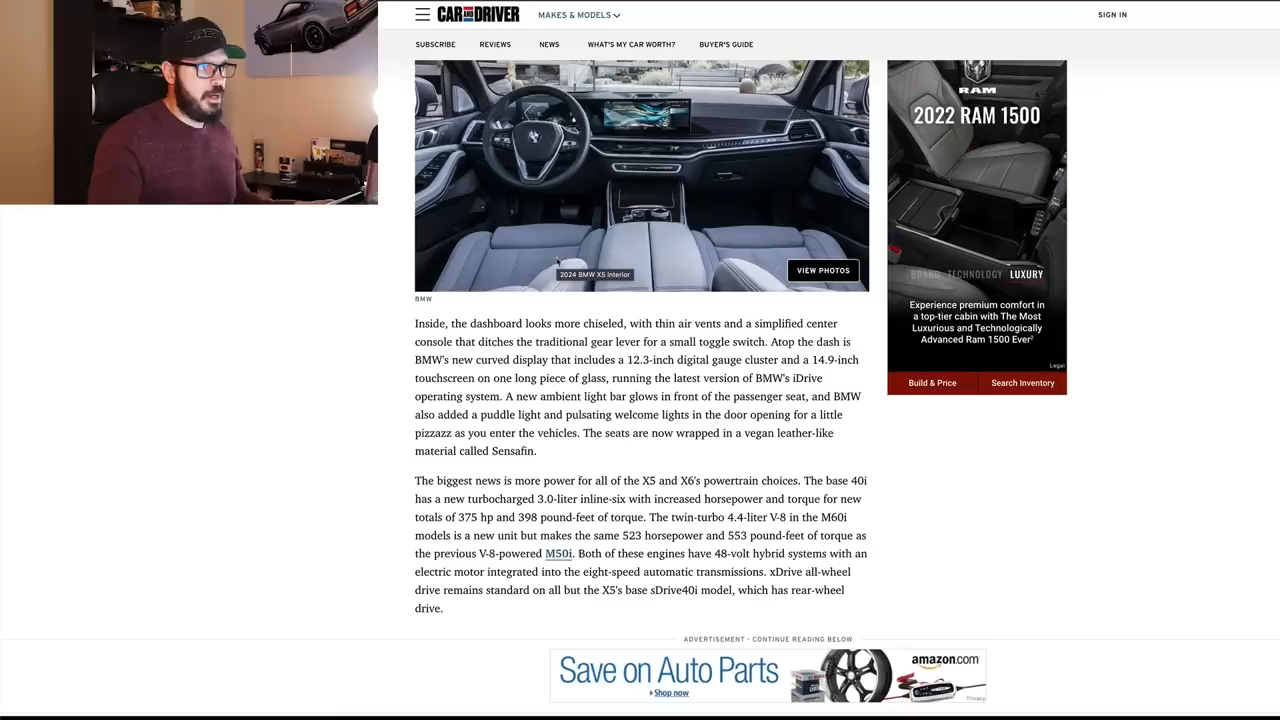 CAR AND DRIVER
MAKES & MODELS
SIGN IN
SUBSCRIBE
REVIEWS
NEWS
WHAT'S MY CAR WORTH?
BUYER'S GUIDE
2024 BMW X5 interior
VIEW PHOTOS
BMW
Inside, the dashboard looks more chiseled, with thin air vents and a simplified center
console that ditches the traditional gear lever for a small toggle switch. Atop the dash is
BMW's new curved display that includes a 12.3-inch digital gauge cluster and a 14.9-inch
touchscreen on one long piece of glass, running the latest version of BMW's iDrive
operating system. A new ambient light bar glows in front of the passenger seat, and BMW
also added a puddle light and pulsating welcome lights in the door opening for a little
pizzazz as you enter the vehicles. The seats are now wrapped in a vegan leather-like
material called Sensafin.
The biggest news is more power for all of the X5 and X6's powertrain choices. The base 40i
has a new turbocharged 3.0-liter inline-six with increased horsepower and torque for new
totals of 375 hp and 398 pound-feet of torque. The twin-turbo 4.4-liter V-8 in the M60i
models is a new unit but makes the same 523 horsepower and 553 pound-feet of torque as
the previous V-8-powered M50i. Both of these engines have 48-volt hybrid systems with an
electric motor integrated into the eight-speed automatic transmissions. xDrive all-wheel
drive remains standard on all but the X5's base sDrive40i model, which has rear-wheel
drive.
RAM
2022 RAM 1500
BRAND TECHNOLOGY LUXURY
Experience premium comfort in
a top-tier cabin with The Most
Luxurious and Technologically
Advanced Ram 1500 Ever2
Legal
Build & Price
Search Inventory
ADVERTISEMENT - CONTINUE READING BELOW
Save on Auto Parts
Shop now
amazon.com
Privacy